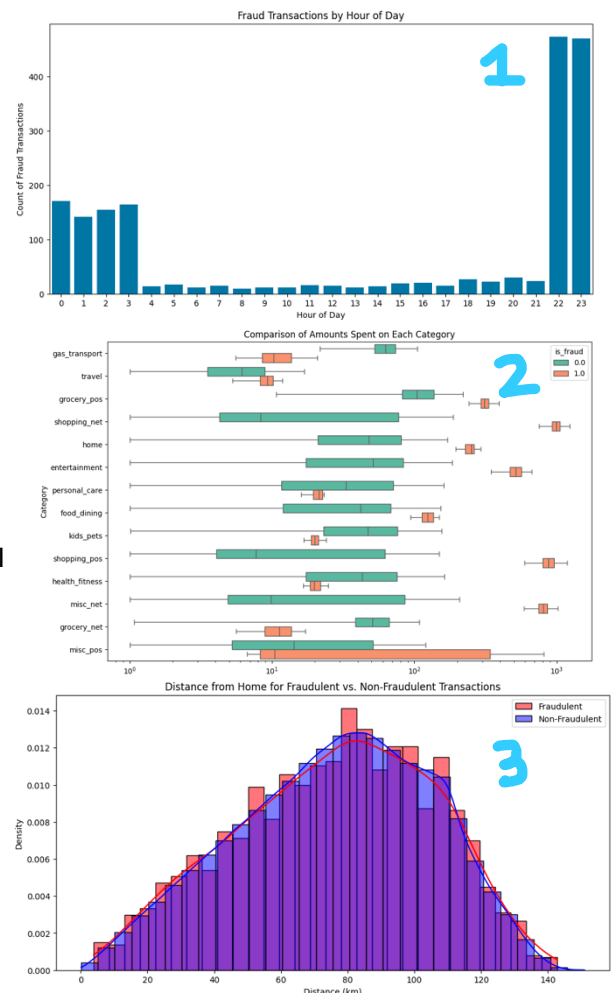 Fraud Transactions by Hour of Day
1
400
300
200
100
0
Count of Fraud Transactions
0 1 2 3 4 5 6 7 8 9 10 11 12 13 14 15 16 17 18 19 20 21 22 23
Hour of Day
Comparison of Amounts Spent on Each Category
is_fraud
0.0
1.0
2
gas_transport
travel
grocery_pos
shopping_net
home
entertainment
personal_care
food_dining
kids_pets
shopping_pos
health_fitness
misc_net
grocery_net
misc_pos
Category
10⁰ 10¹ 10² 10³
Distance from Home for Fraudulent vs. Non-Fraudulent Transactions
Fraudulent
Non-Fraudulent
3
0.014
0.012
0.010
0.008
0.006
0.004
0.002
0.000
Density
0 20 40 60 80 100 120 140
Distance (km)